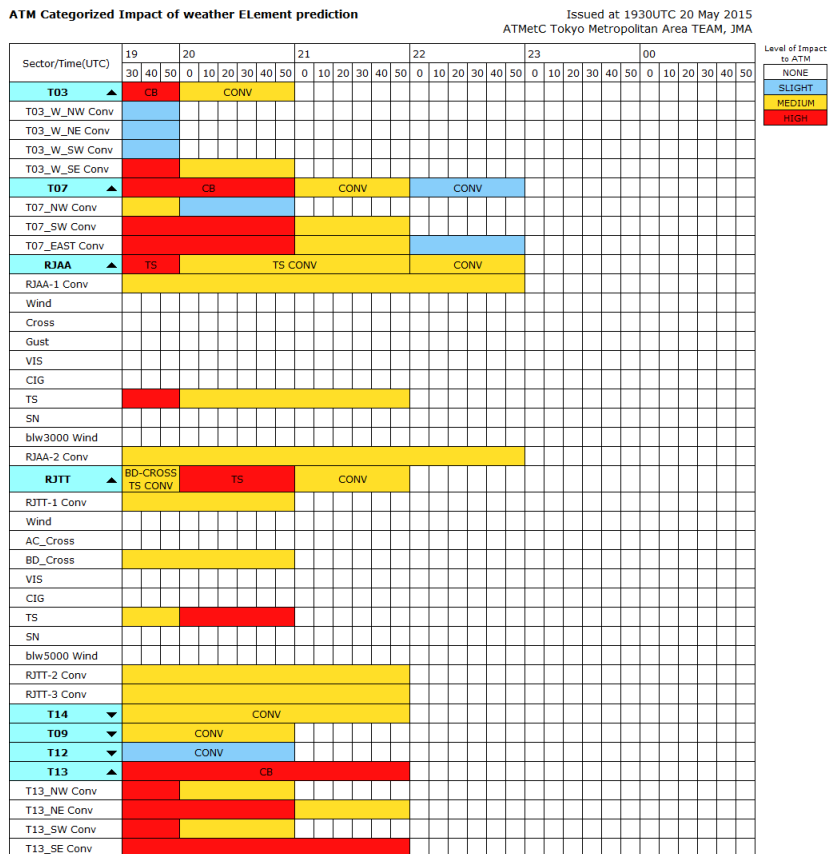 ATM Categorized Impact of weather ELement prediction
Issued at 1930UTC 20 May 2015
ATMetC Tokyo Metropolitan Area TEAM, JMA
Sector/Time(UTC) 19 20 21 22 23 00
30 40 50 0 10 20 30 40 50 0 10 20 30 40 50 0 10 20 30 40 50 0 10 20 30 40 50 0 10 20 30 40 50
Level of Impact
to ATM
NONE
SLIGHT
MEDIUM
HIGH
T03 ▲ CB CONV
T03_W_NW Conv
T03_W_NE Conv
T03_W_SW Conv
T03_W_SE Conv
T07 ▲ CB CONV CONV
T07_NW Conv
T07_SW Conv
T07_EAST Conv
RJAA ▲ TS TS CONV CONV
RJAA-1 Conv
Wind
Cross
Gust
VIS
CIG
TS
SN
blw3000 Wind
RJAA-2 Conv
RJTT ▲ BD-CROSS TS CONV TS CONV
RJTT-1 Conv
Wind
AC_Cross
BD_Cross
VIS
CIG
TS
SN
blw5000 Wind
RJTT-2 Conv
RJTT-3 Conv
T14 ▼ CONV
T09 ▼ CONV
T12 ▼ CONV
T13 ▲ CB
T13_NW Conv
T13_NE Conv
T13_SW Conv
T13_SE Conv